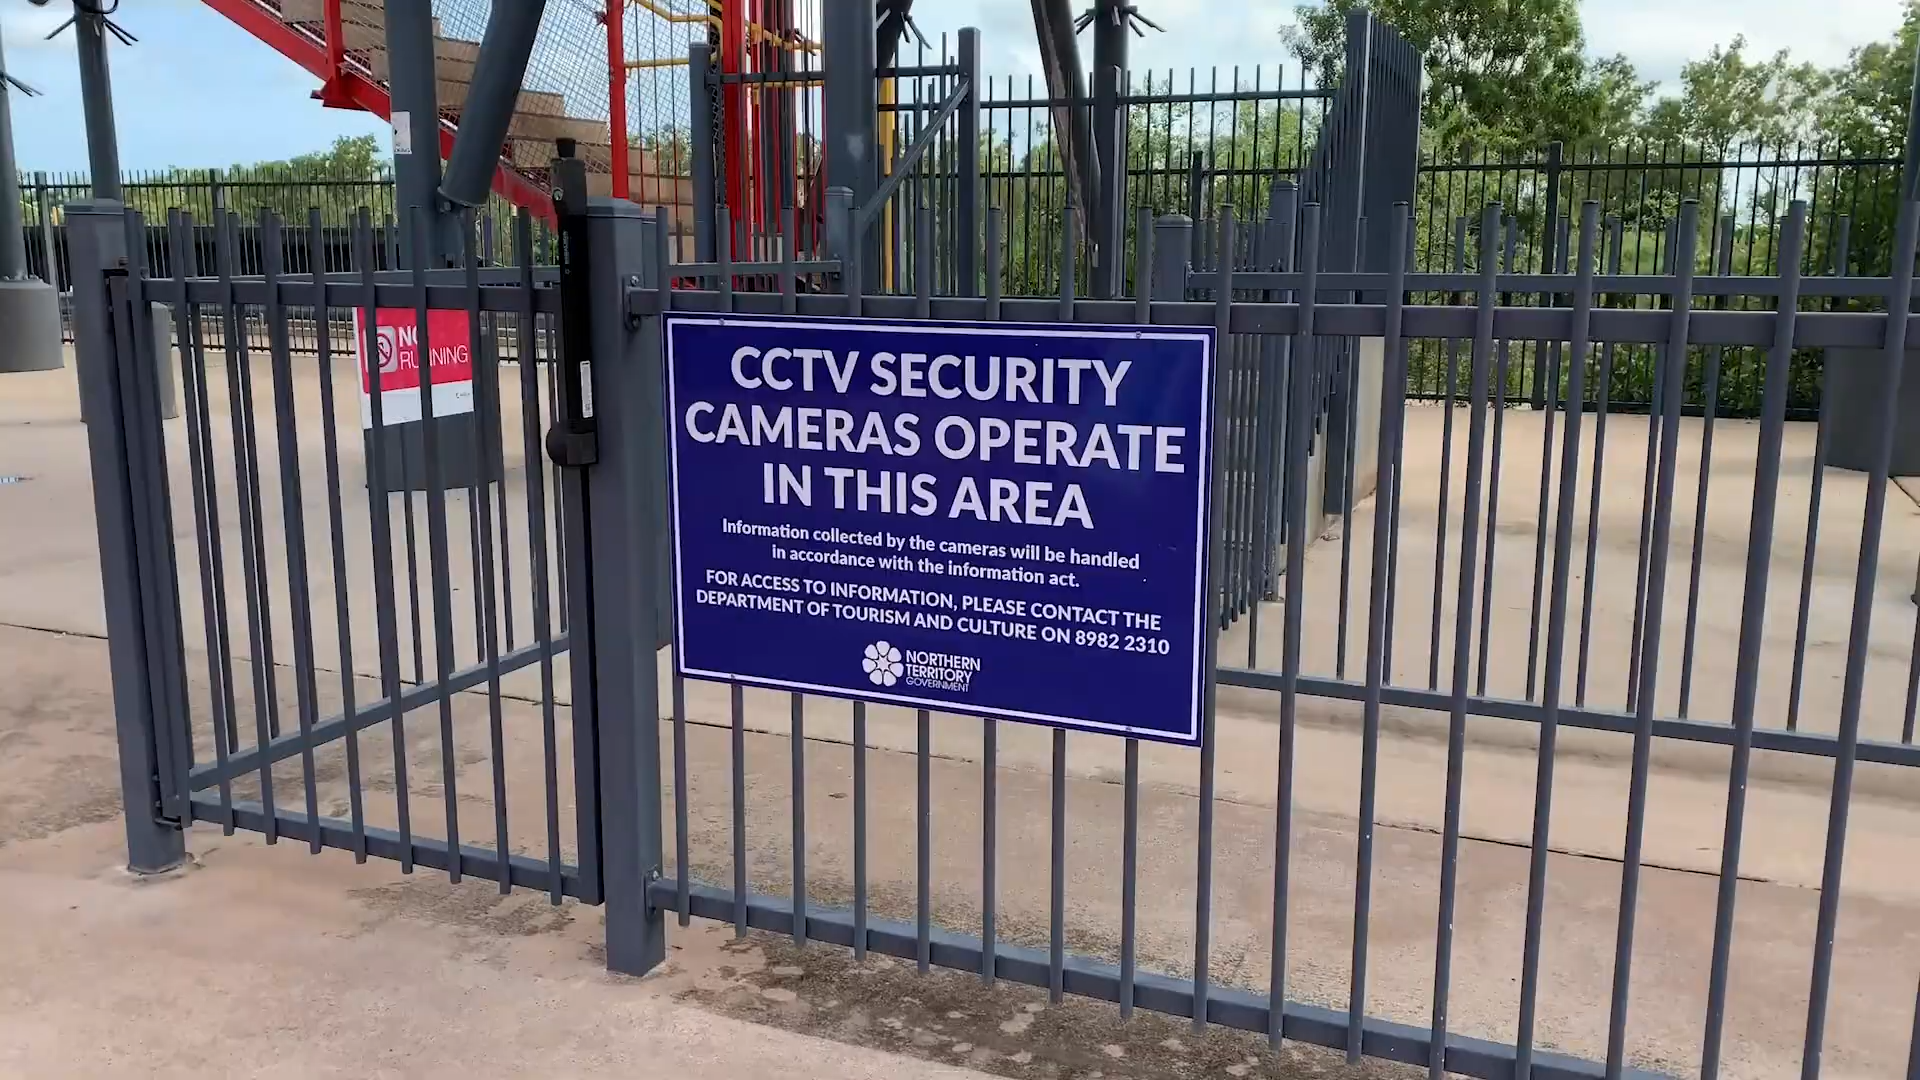 NO
RUNNING
CCTV SECURITY
CAMERAS OPERATE
IN THIS AREA
Information collected by the cameras will be handled
in accordance with the information act.
FOR ACCESS TO INFORMATION, PLEASE CONTACT THE
DEPARTMENT OF TOURISM AND CULTURE ON 8982 2310
NORTHERN
TERRITORY
GOVERNMENT